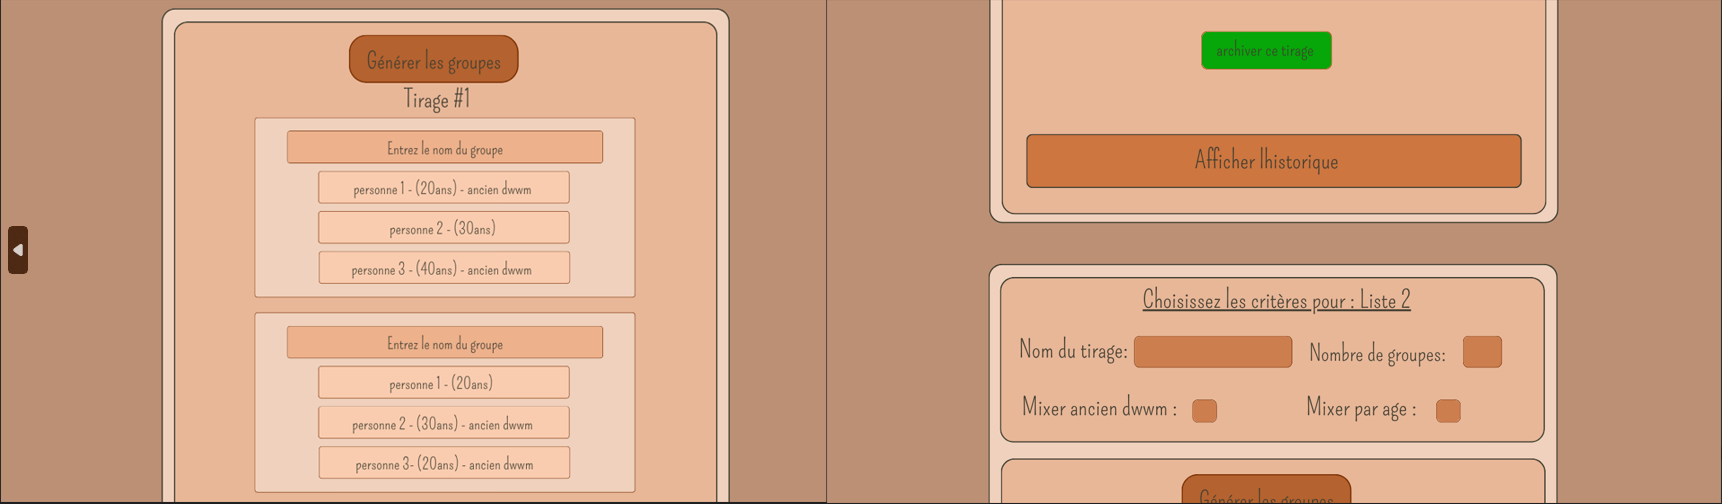 Générer les groupes
Tirage #1
Entrez le nom du groupe
personne 1 - (20ans) - ancien dwwm
personne 2 - (30ans)
personne 3 - (40ans) - ancien dwwm
Entrez le nom du groupe
personne 1 - (20ans)
personne 2 - (30ans) - ancien dwwm
personne 3- (20ans) - ancien dwwm
archiver ce tirage
Afficher lhistorique
Choisissez les critères pour : Liste 2
Nom du tirage: Nombre de groupes:
Mixer ancien dwwm : Mixer par age :
Générer les groupes